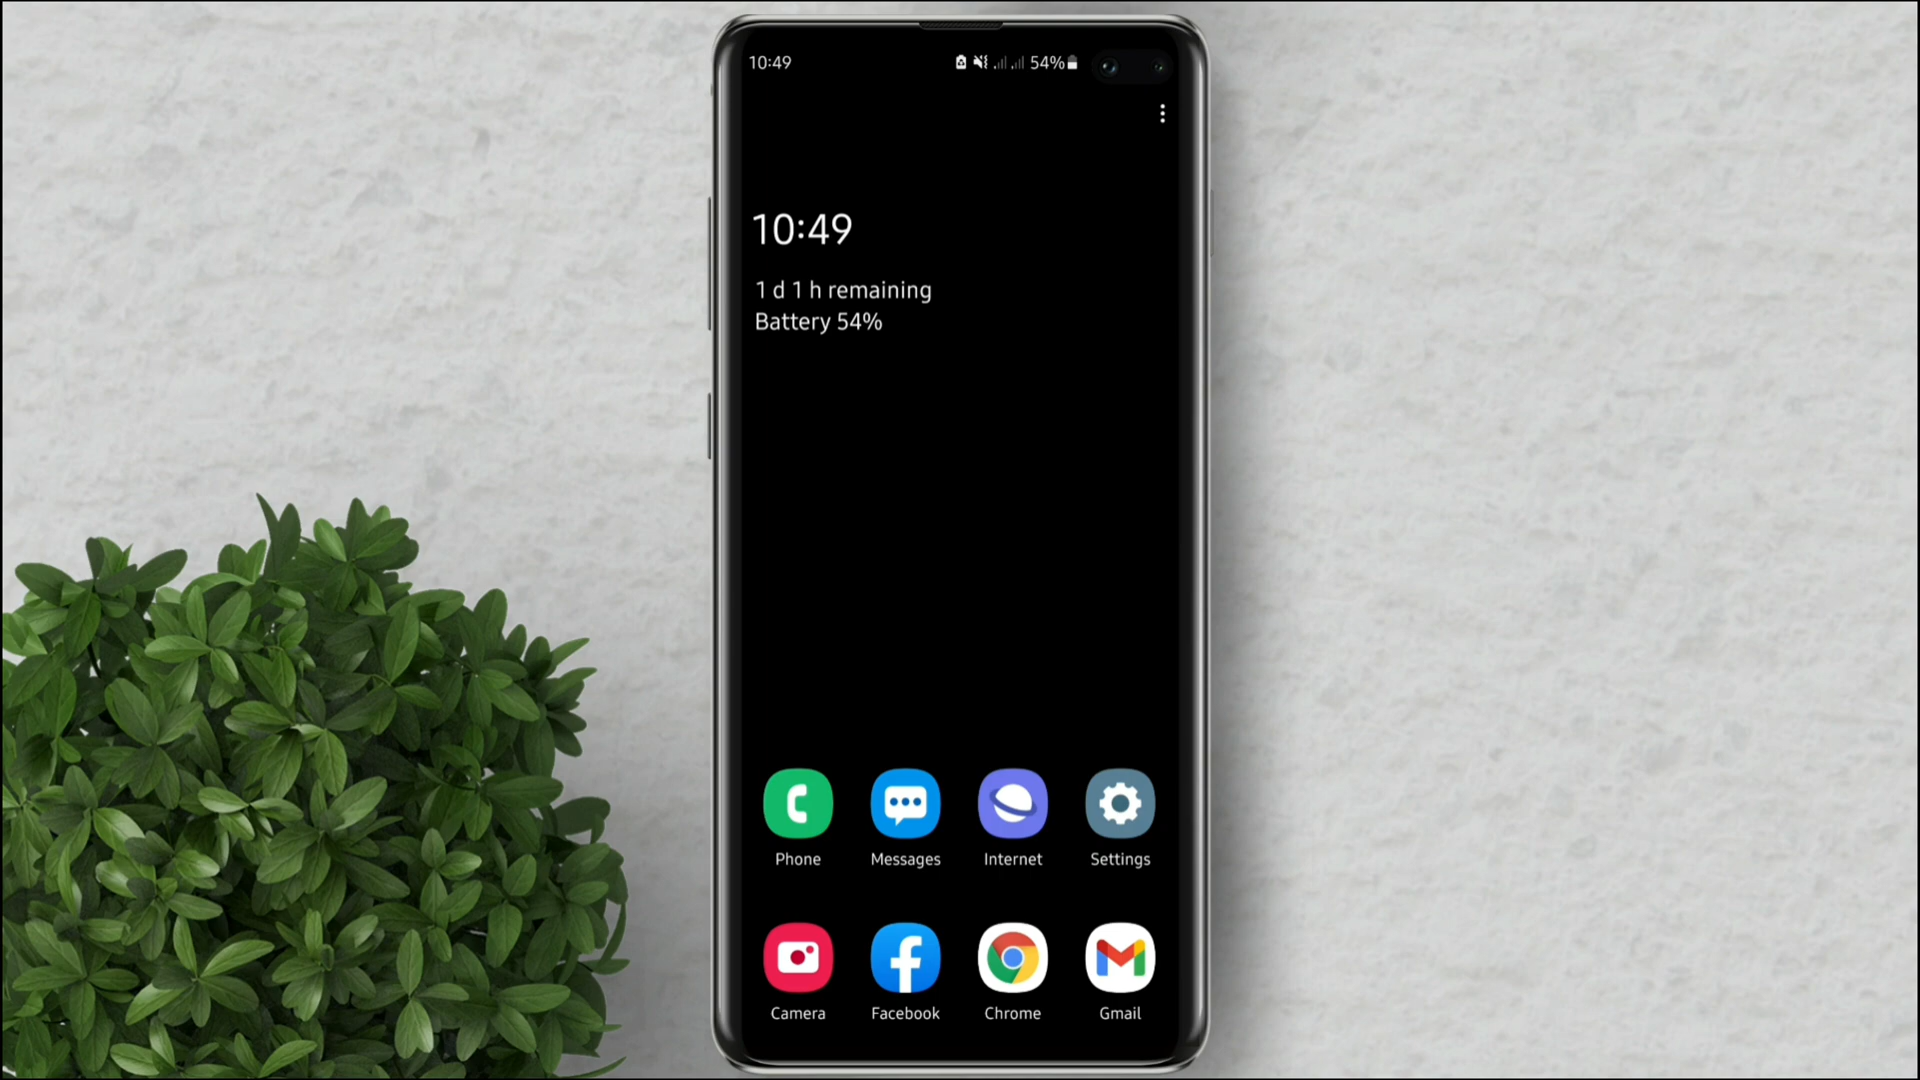 10:49 54%
10:49
1 d 1 h remaining
Battery 54%
Phone Messages Internet Settings
Camera Facebook Chrome Gmail